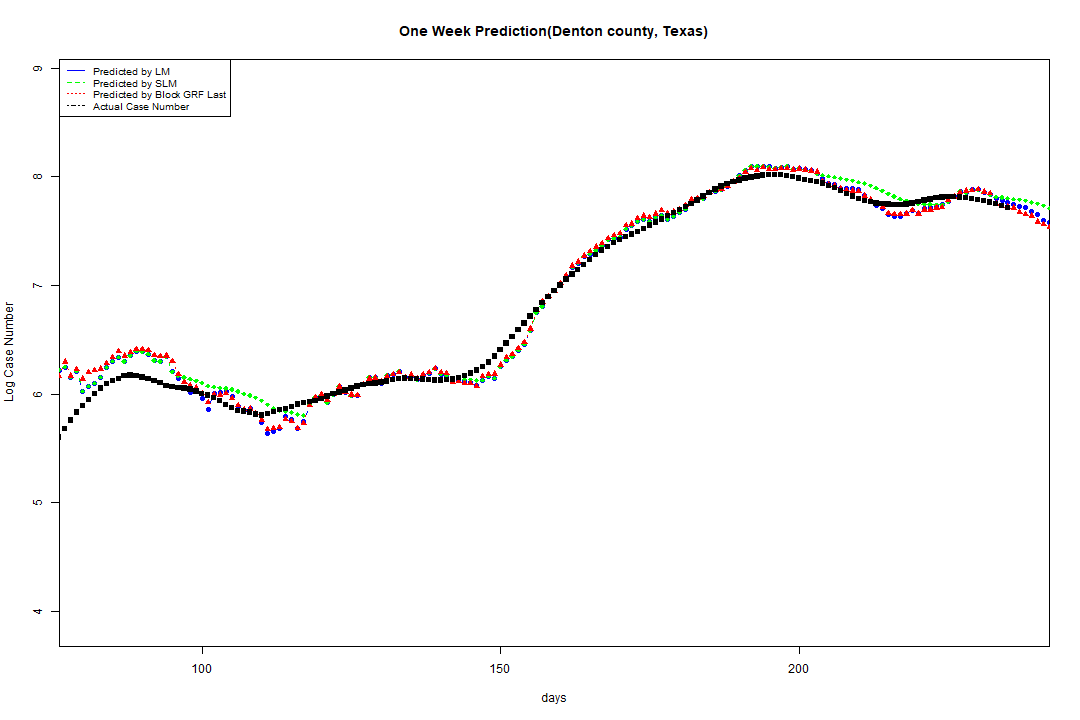 One Week Prediction(Denton county, Texas)
Predicted by LM
Predicted by SLM
Predicted by Block GRF Last
Actual Case Number
9
8
7
6
5
4
Log Case Number
100 150 200
days